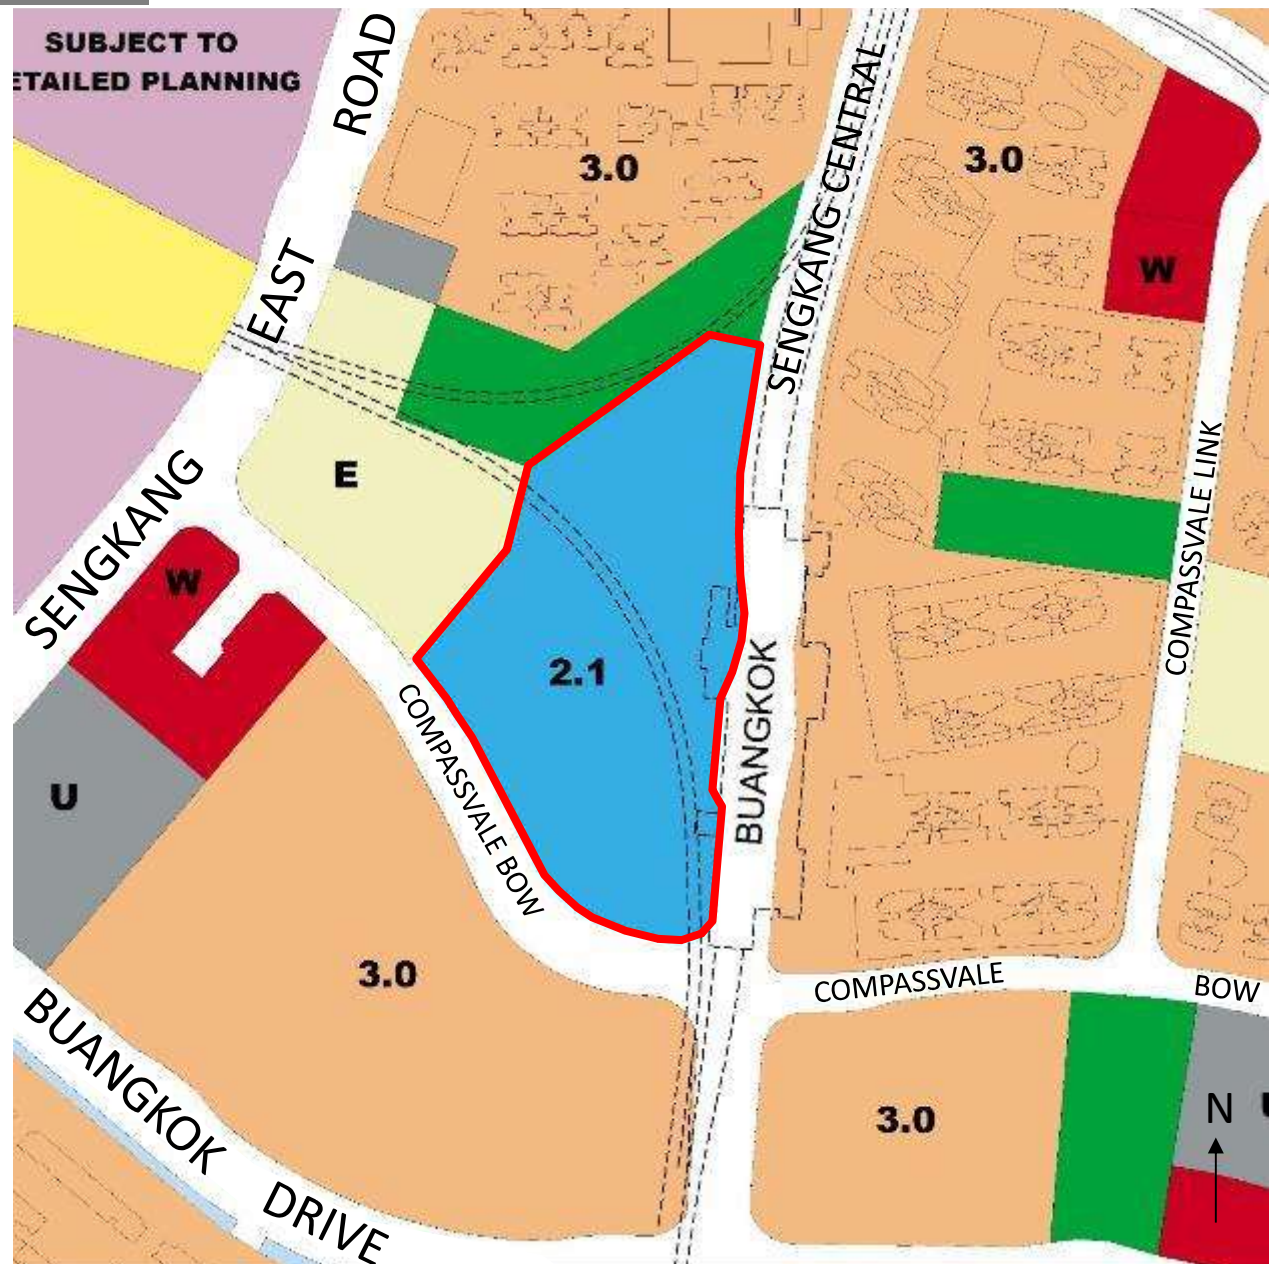 SUBJECT TO
ETAILED PLANNING
ROAD
EAST
SENGKANG
3.0
SENGKANG CENTRAL
3.0
W
E
W
U
2.1
COMPASSVALE BOW
BUANGKOK
COMPASSVALE LINK
3.0
COMPASSVALE
BOW
BUANGKOK
DRIVE
3.0
N
U